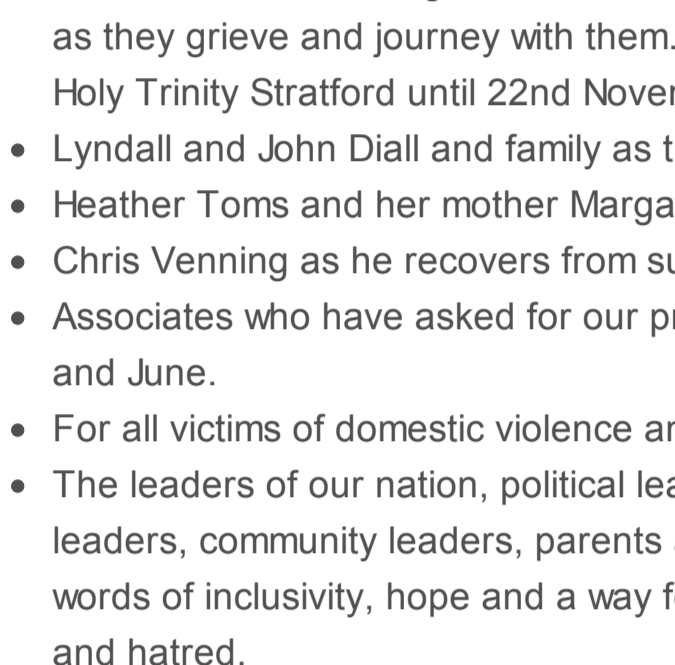 as they grieve and journey with them.
Holy Trinity Stratford until 22nd
• Lyndall and John Diall and family as
• Heather Toms and her mother
• Chris Venning as he recovers from
• Associates who have asked for our
and June.
• For all victims of domestic violence
• The leaders of our nation, political
leaders, community leaders, parents
words of inclusivity, hope and a way
and hatred.